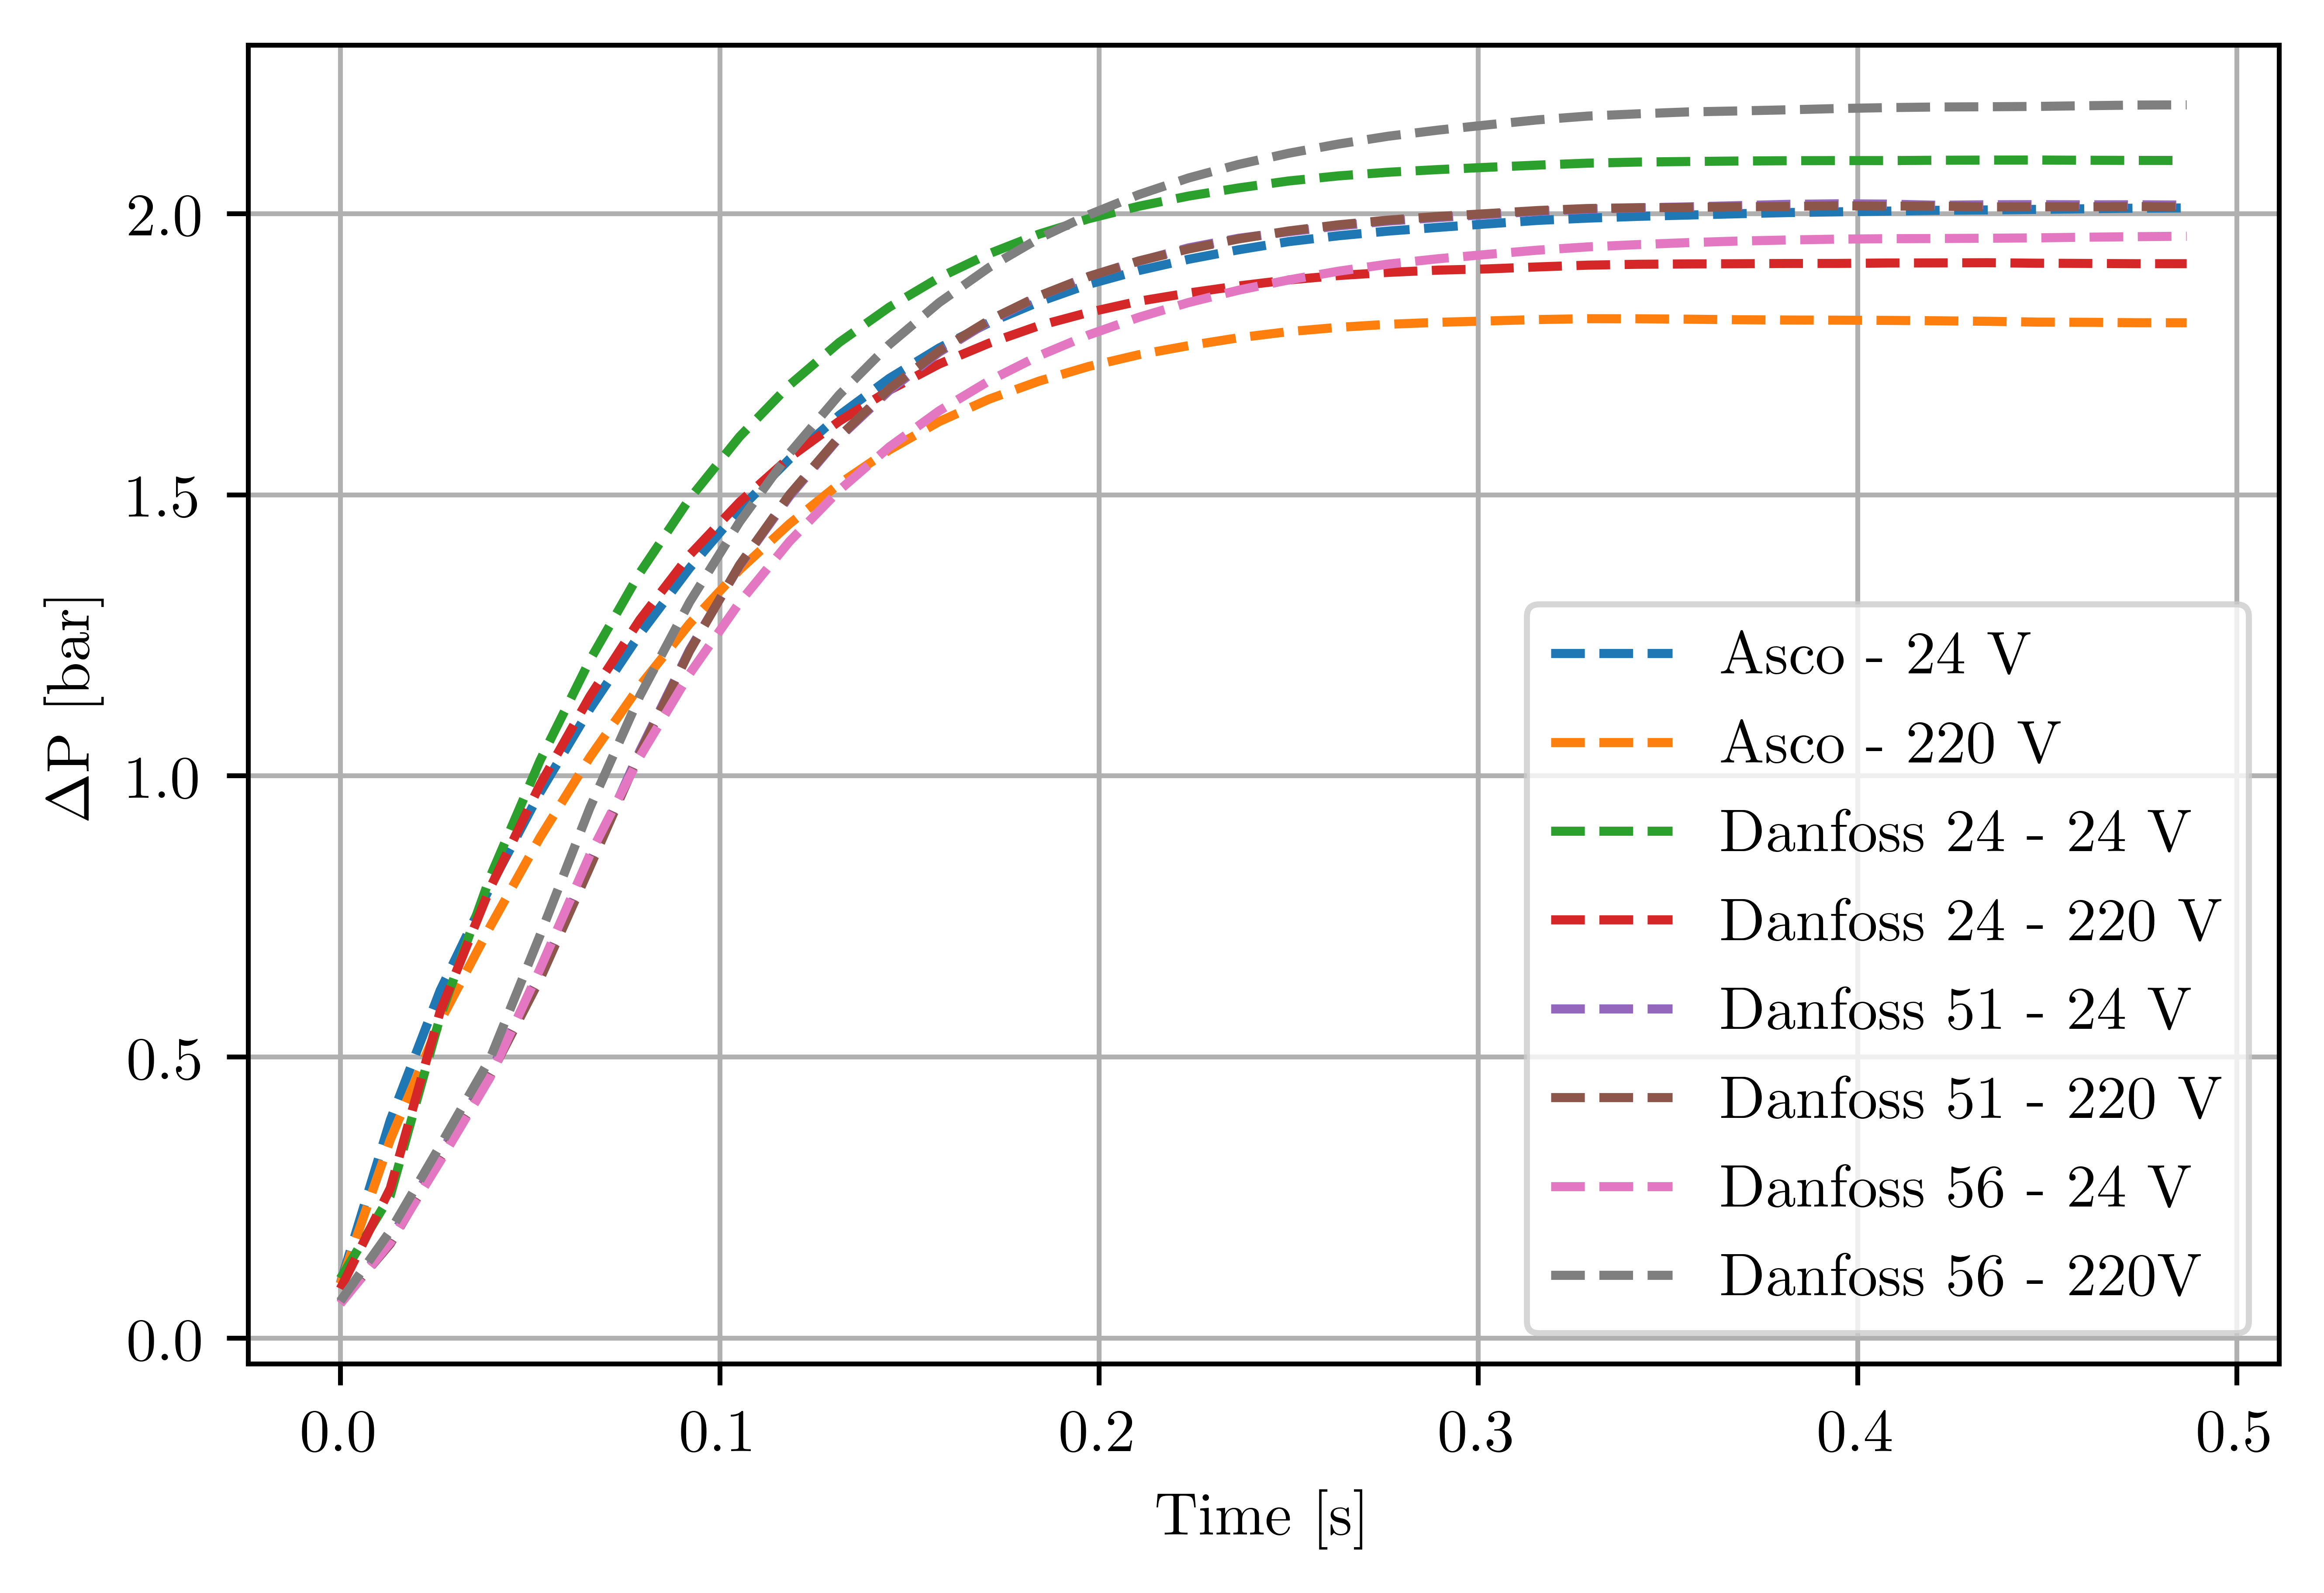 2.0
1.5
1.0
0.5
0.0
ΔP [bar]
0.0 0.1 0.2 0.3 0.4 0.5
Time [s]
Asco - 24 V
Asco - 220 V
Danfoss 24 - 24 V
Danfoss 24 - 220 V
Danfoss 51 - 24 V
Danfoss 51 - 220 V
Danfoss 56 - 24 V
Danfoss 56 - 220V